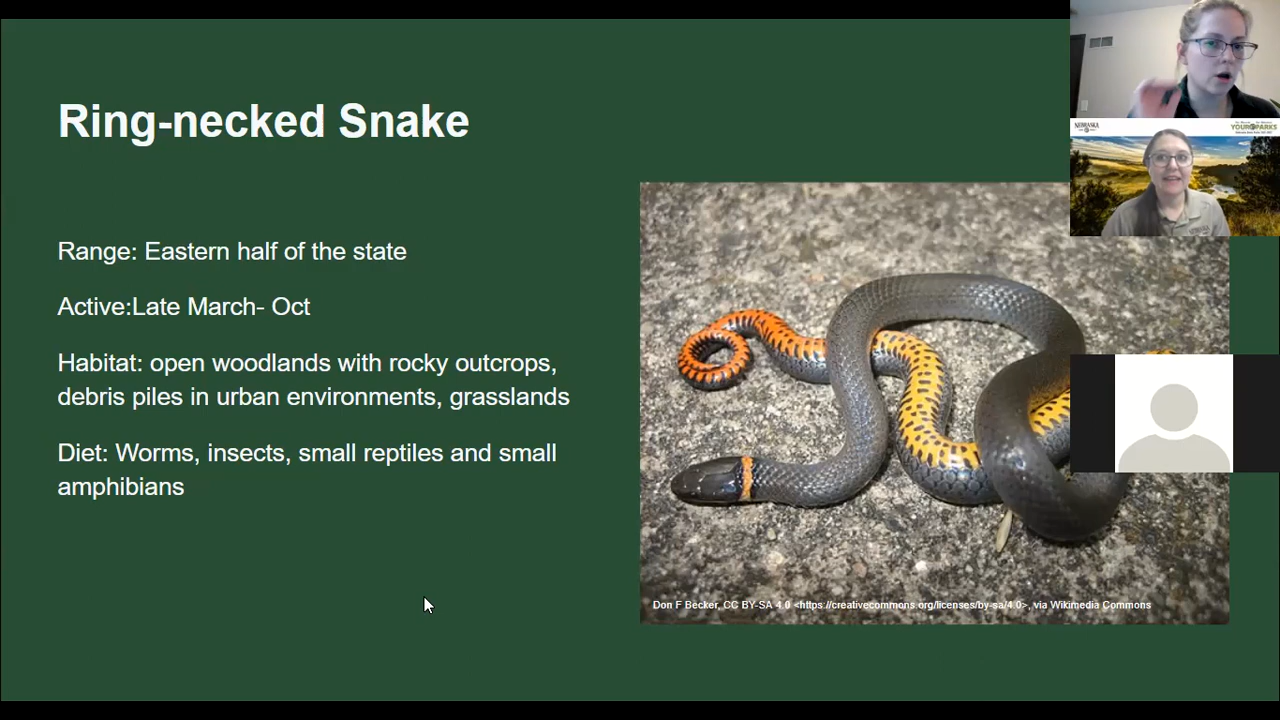 Ring-necked Snake
Range: Eastern half of the state
Active:Late March- Oct
Habitat: open woodlands with rocky outcrops,
debris piles in urban environments, grasslands
Diet: Worms, insects, small reptiles and small
amphibians
Don F Becker, CC BY-SA 4.0 <https://creativecommons.org/licenses/by-sa/4.0>, via Wikimedia Commons
NEBRASKA
YOUR PARKS